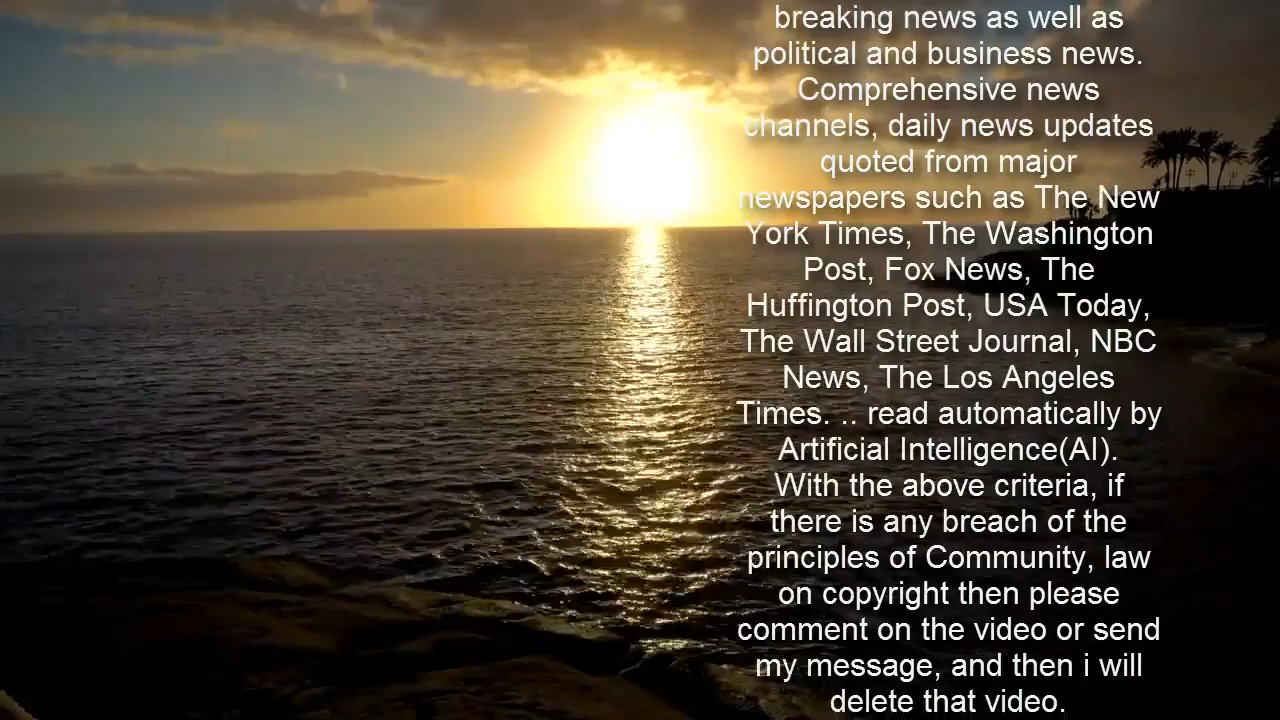 breaking news as well as
political and business news.
Comprehensive news
channels, daily news updates
quoted from major
newspapers such as The New
York Times, The Washington
Post, Fox News, The
Huffington Post, USA Today,
The Wall Street Journal, NBC
News, The Los Angeles
Times. .. read automatically by
Artificial Intelligence(AI).
With the above criteria, if
there is any breach of the
principles of Community, law
on copyright then please
comment on the video or send
my message, and then i will
delete that video.